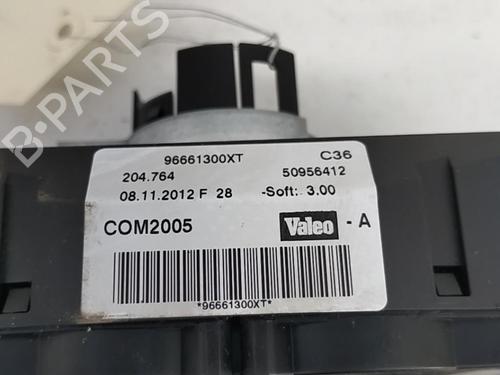 96661300XT C36
204.764 50956412
08.11.2012 F 28 -Soft: 3.00
COM2005 Valeo -A
*96661300XT*
B-PARTS